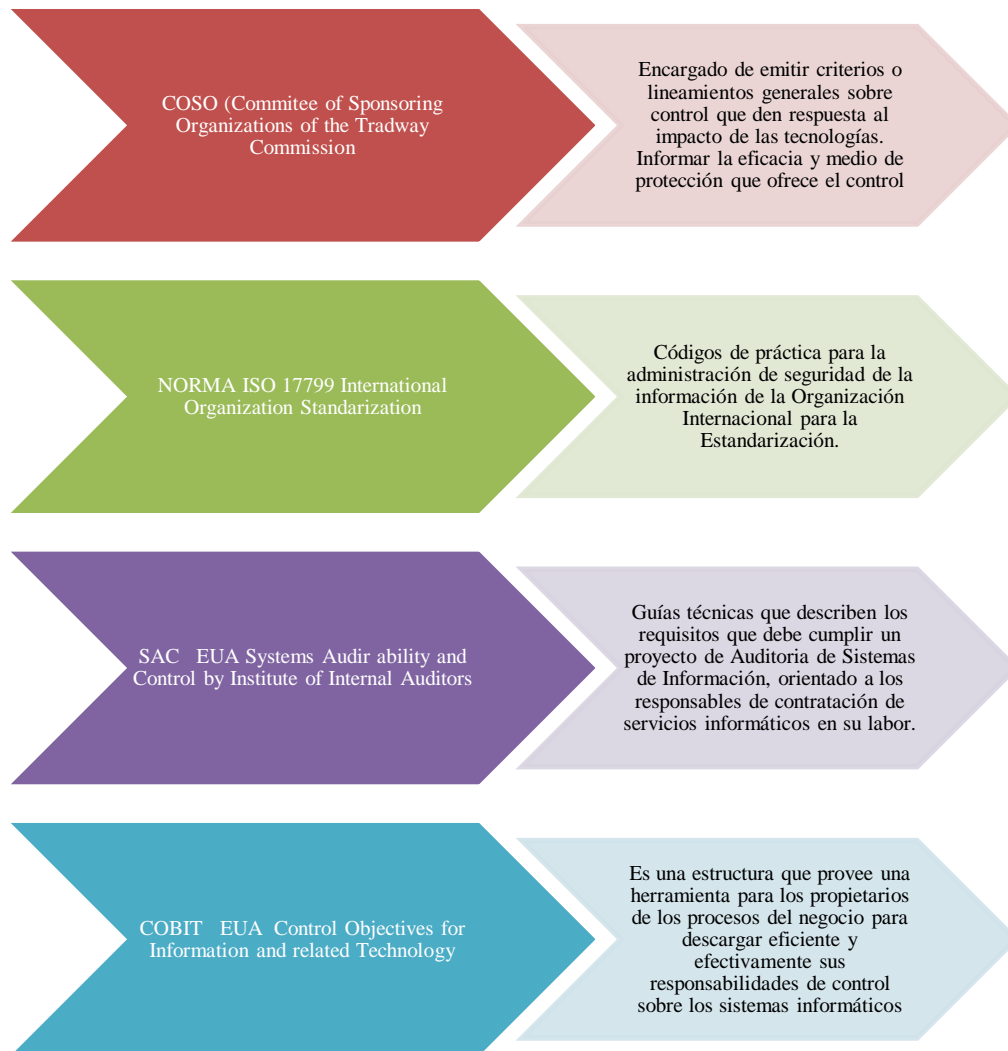 COSO (Commitee of Sponsoring
Organizations of the Tradway
Commission
Encargado de emitir criterios o
lineamientos generales sobre
control que den respuesta al
impacto de las tecnologías.
Informar la eficacia y medio de
protección que ofrece el control
NORMA ISO 17799 International
Organization Standarization
Códigos de práctica para la
administración de seguridad de la
información de la Organización
Internacional para la
Estandarización.
SAC EUA Systems Audir ability and
Control by Institute of Internal Auditors
Guías técnicas que describen los
requisitos que debe cumplir un
proyecto de Auditoria de Sistemas
de Información, orientado a los
responsables de contratación de
servicios informáticos en su labor.
COBIT EUA Control Objectives for
Information and related Technology
Es una estructura que provee una
herramienta para los propietarios
de los procesos del negocio para
descargar eficiente y
efectivamente sus
responsabilidades de control
sobre los sistemas informáticos